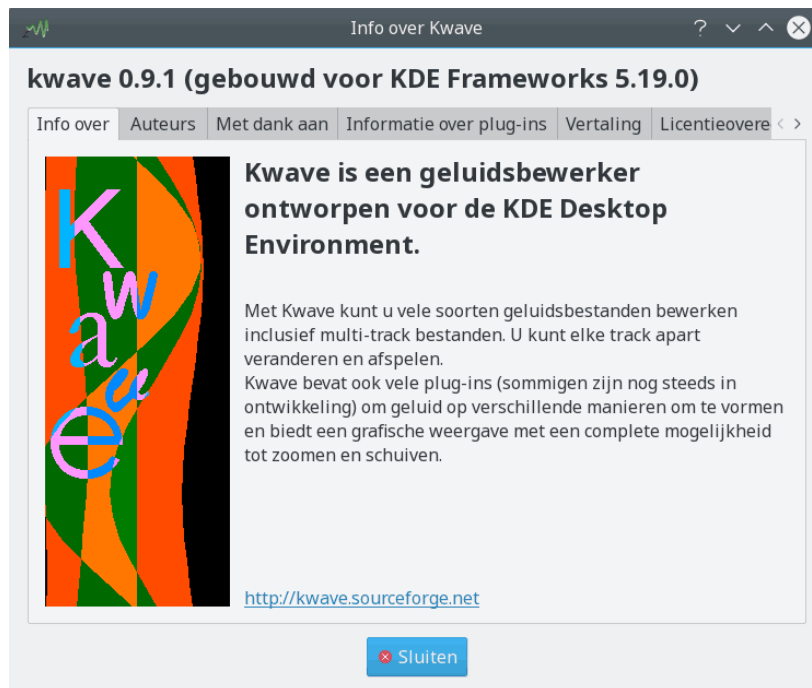 Info over Kwave
?
kwave 0.9.1 (gebouwd voor KDE Frameworks 5.19.0)
Info over Auteurs Met dank aan Informatie over plug-ins Vertaling Licentieovere
Kwave
Kwave is een geluidsbewerker
ontworpen voor de KDE Desktop
Environment.
Met Kwave kunt u vele soorten geluidsbestanden bewerken
inclusief multi-track bestanden. U kunt elke track apart
veranderen en afspelen.
Kwave bevat ook vele plug-ins (sommigen zijn nog steeds in
ontwikkeling) om geluid op verschillende manieren om te vormen
en biedt een grafische weergave met een complete mogelijkheid
tot zoomen en schuiven.
http://kwave.sourceforge.net
Sluiten